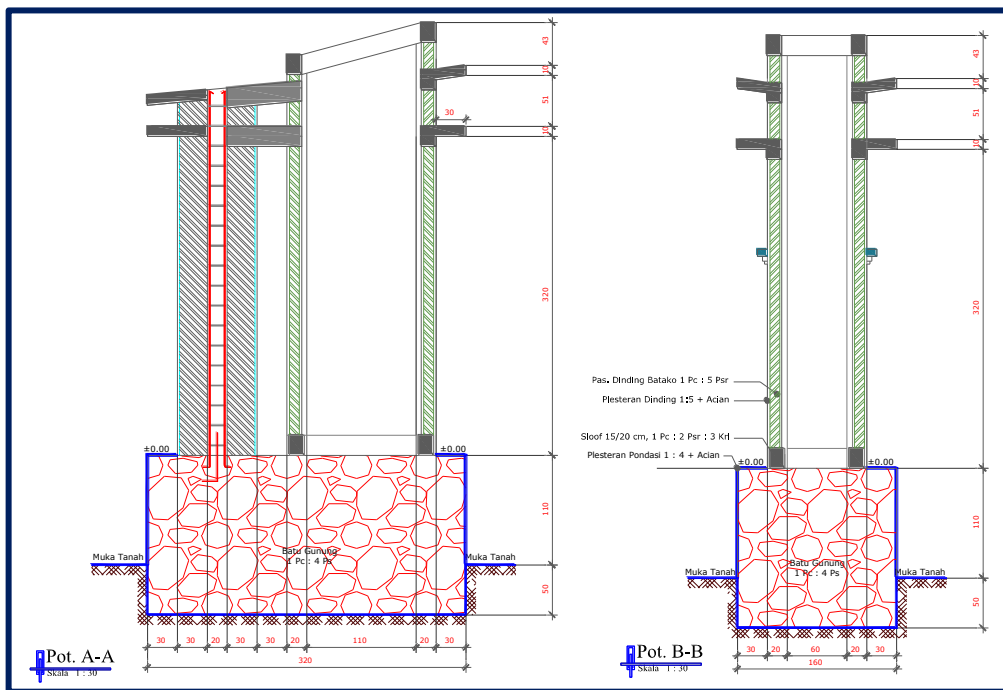 43
10
51
10
30
320
±0.00
±0.00
110
Muka Tanah
Muka Tanah
Batu Gunung
1 Pc : 4 Ps
50
30
30
20
30
30
20
110
20
30
320
Pot. A-A
Skala 1 : 30
43
10
51
10
320
Pas. Dinding Batako 1 Pc : 5 Psr
Plesteran Dinding 1:5 + Acian
Sloof 15/20 cm, 1 Pc : 2 Psr : 3 Krl
Plesteran Pondasi 1 : 4 + Acian
±0.00
±0.00
110
Muka Tanah
Muka Tanah
Batu Gunung
1 Pc : 4 Ps
50
30
20
60
20
30
160
Pot. B-B
Skala 1 : 30